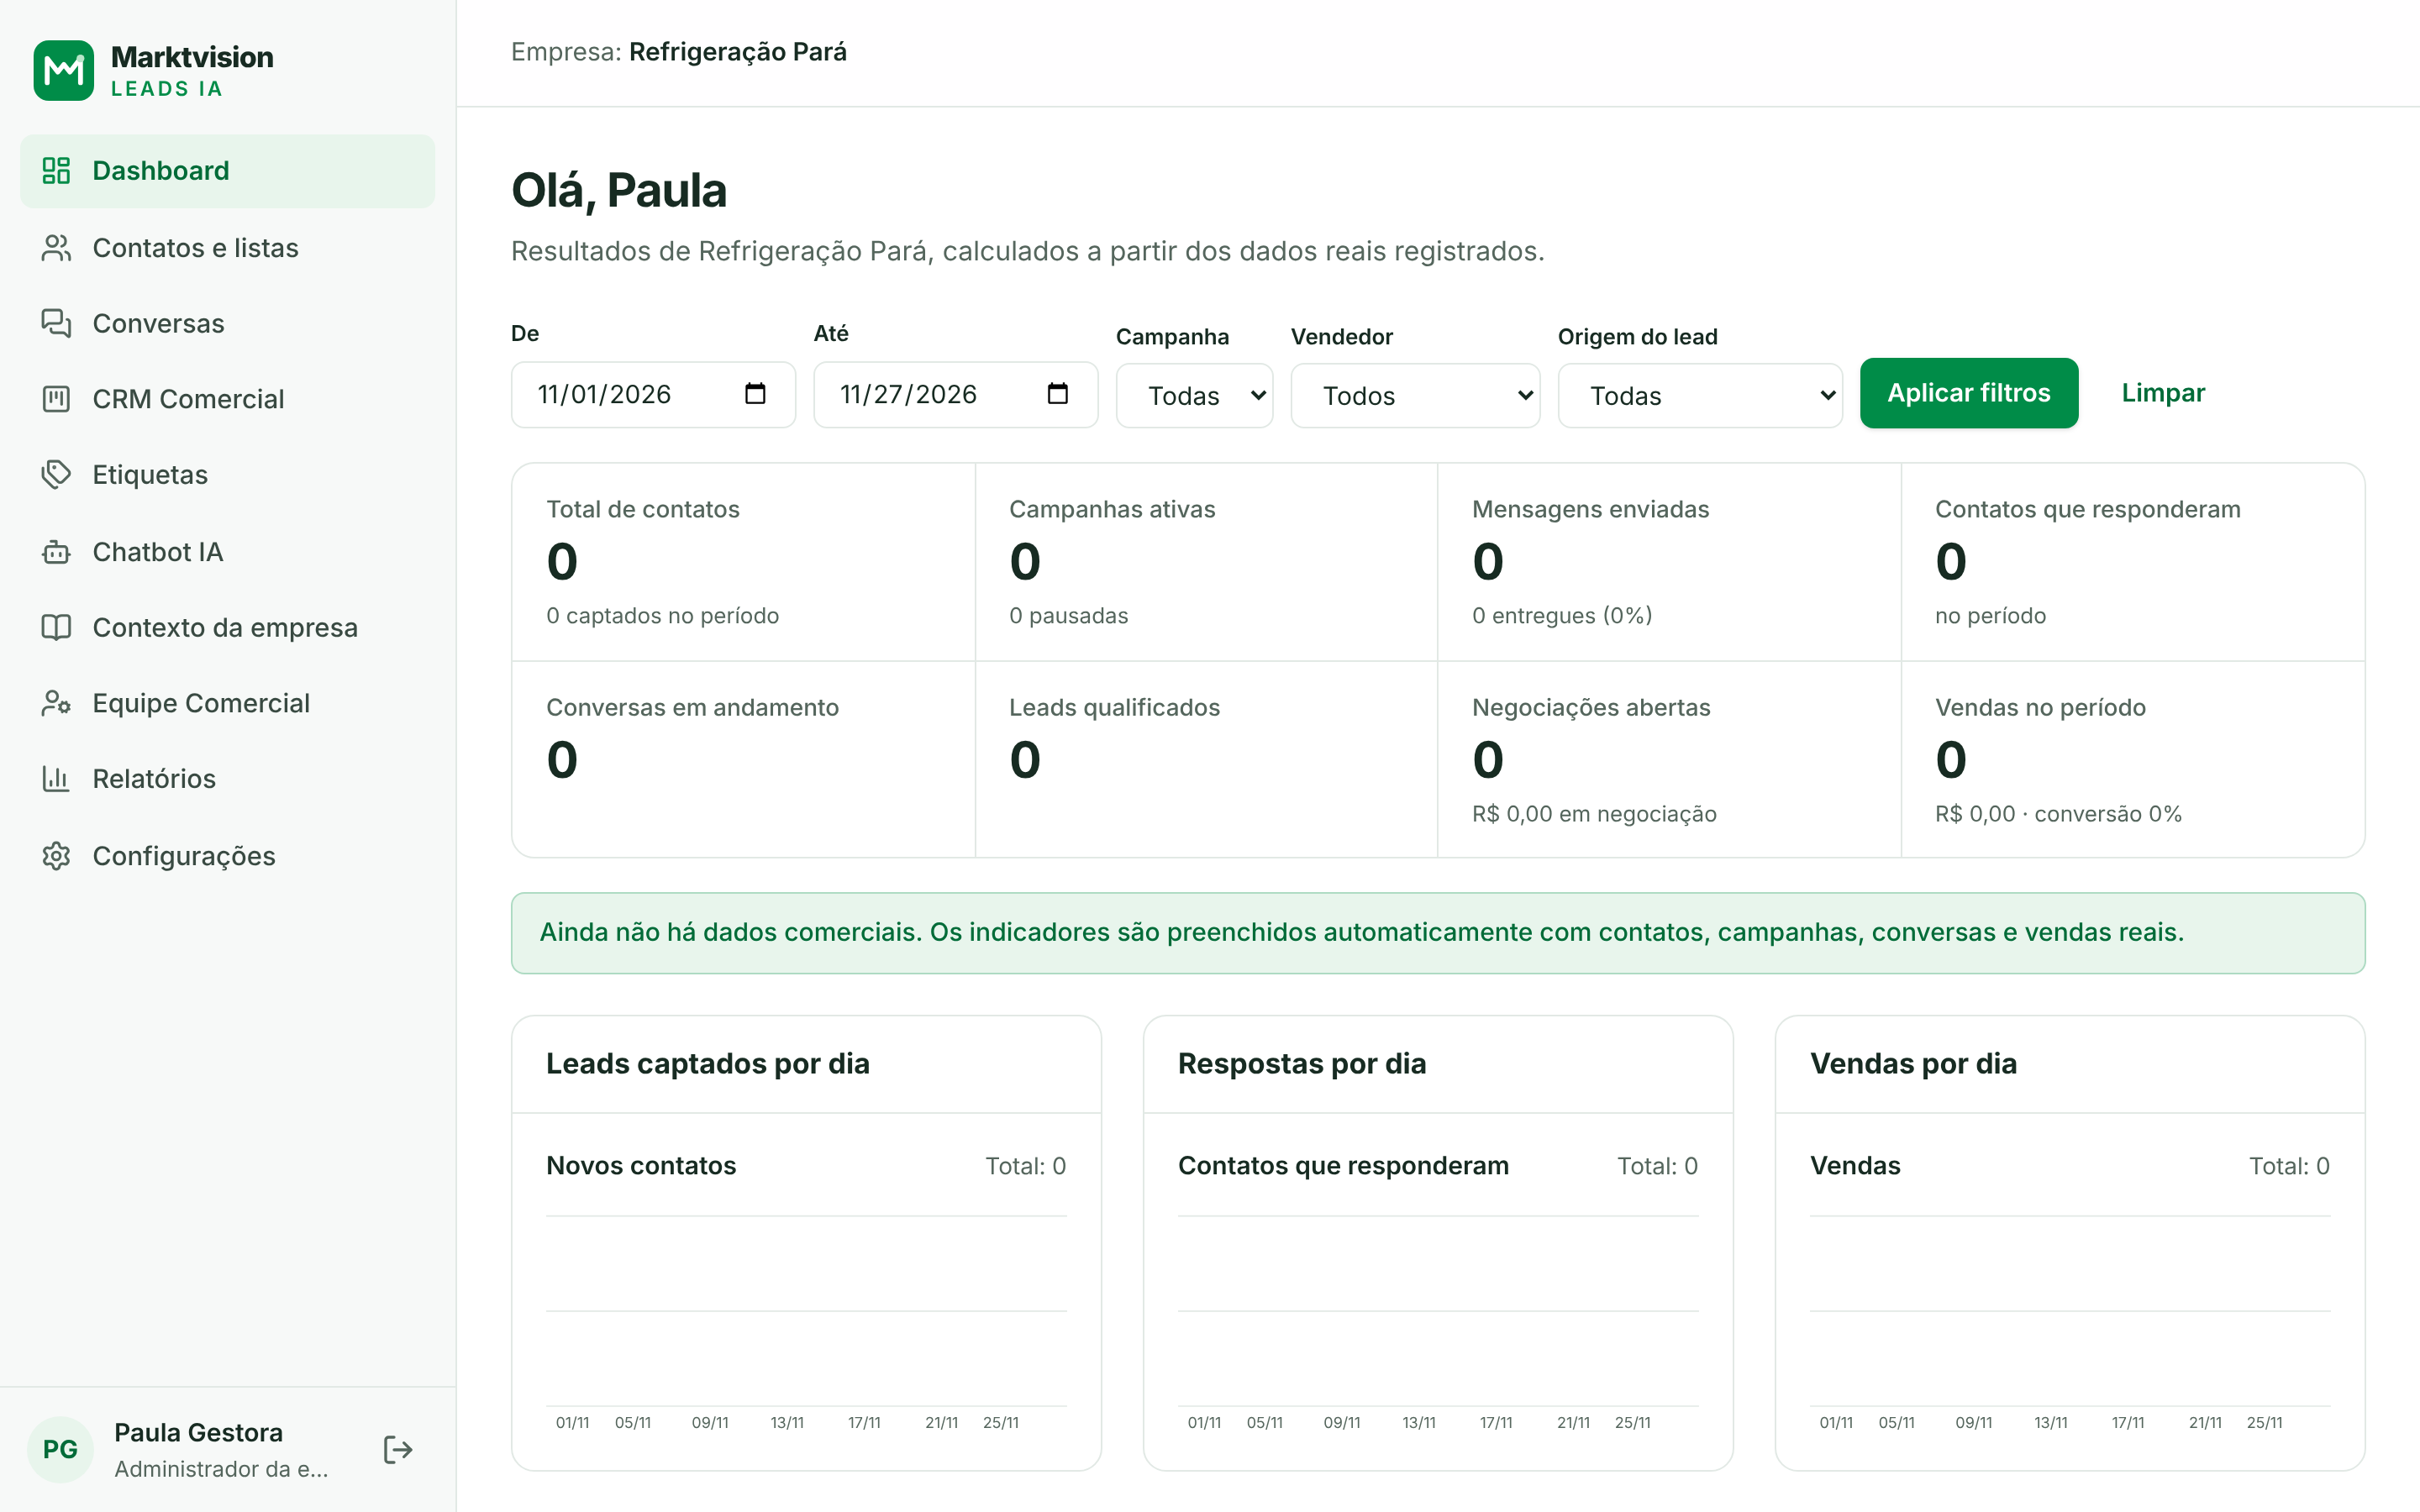 Marktvision
LEADS IA
Dashboard
Contatos e listas
Conversas
CRM Comercial
Etiquetas
Chatbot IA
Contexto da empresa
Equipe Comercial
Relatórios
Configurações
PG
Paula Gestora
Administrador da e...
Empresa: Refrigeração Pará
Olá, Paula
Resultados de Refrigeração Pará, calculados a partir dos dados reais registrados.
De Até Campanha Vendedor Origem do lead
11/01/2026 11/27/2026 Todas Todos Todas Aplicar filtros Limpar
Total de contatos
0
0 captados no período
Campanhas ativas
0
0 pausadas
Mensagens enviadas
0
0 entregues (0%)
Contatos que responderam
0
no período
Conversas em andamento
0
Leads qualificados
0
Negociações abertas
0
R$ 0,00 em negociação
Vendas no período
0
R$ 0,00 · conversão 0%
Ainda não há dados comerciais. Os indicadores são preenchidos automaticamente com contatos, campanhas, conversas e vendas reais.
Leads captados por dia
Novos contatos Total: 0
01/11 05/11 09/11 13/11 17/11 21/11 25/11
Respostas por dia
Contatos que responderam Total: 0
01/11 05/11 09/11 13/11 17/11 21/11 25/11
Vendas por dia
Vendas Total: 0
01/11 05/11 09/11 13/11 17/11 21/11 25/11